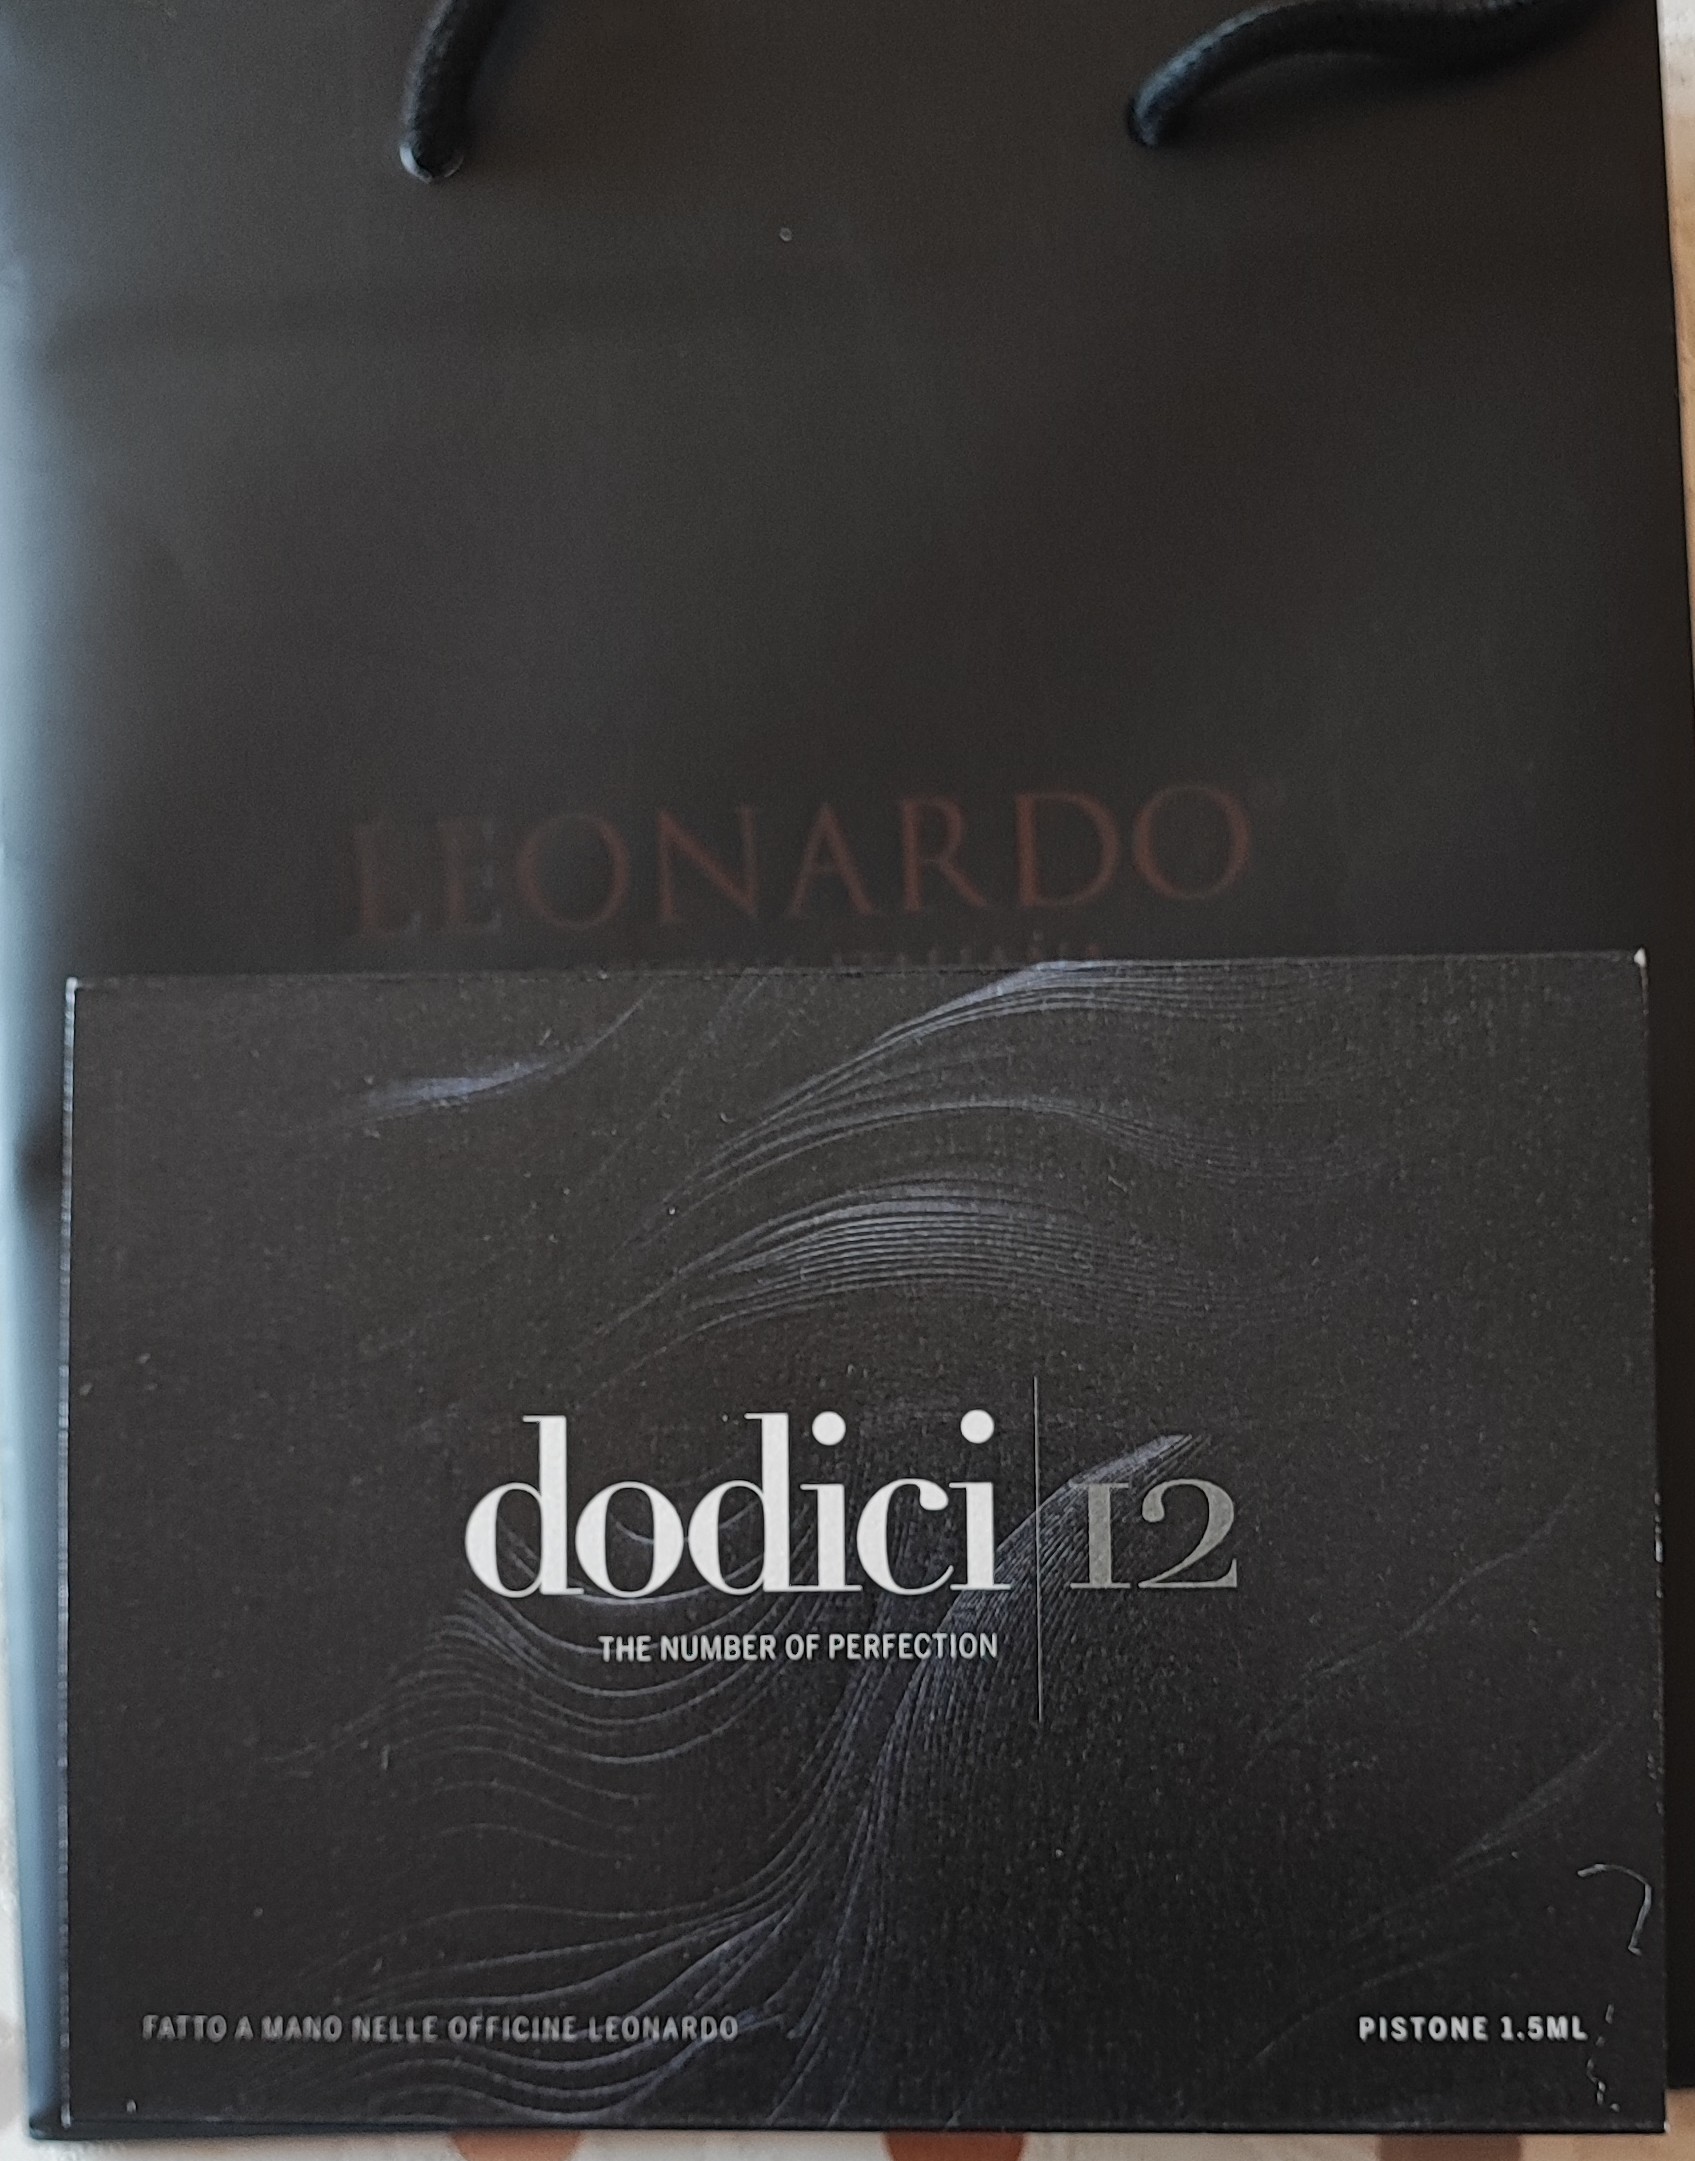 LEONARDO
dodici 12
THE NUMBER OF PERFECTION
FATTO A MANO NELLE OFFICINE LEONARDO
PISTONE 1.5ML